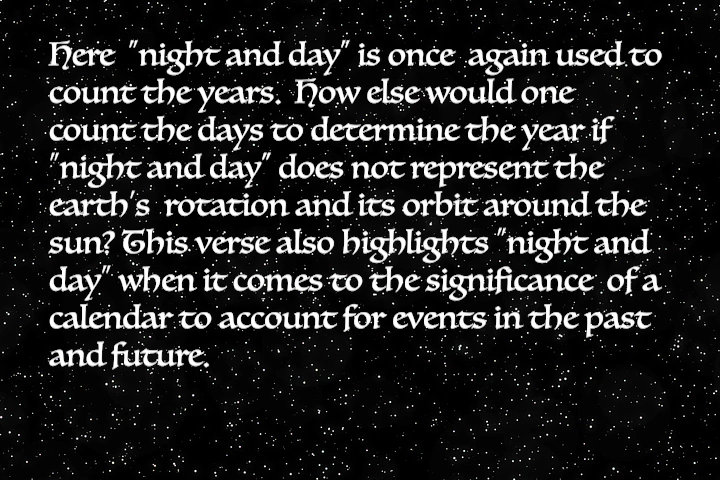 Here "night and day" is once again used to
count the years. How else would one
count the days to determine the year if
"night and day" does not represent the
earth's rotation and its orbit around the
sun? This verse also highlights "night and
day" when it comes to the significance of a
calendar to account for events in the past
and future.